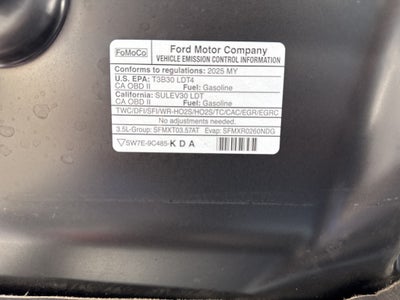 FoMoCo Ford Motor Company
VEHICLE EMISSION CONTROL INFORMATION
Conforms to regulations: 2025 MY
U.S. EPA: T3B30 LDT4
CA OBD II Fuel: Gasoline
California: SULEV30 LDT
CA OBD II Fuel: Gasoline
TWC/DFI/SFI/WR-HO2S/HO2S/TC/CAC/EGR/EGRC
No adjustments needed.
3.5L-Group: SFMXT03.57AT Evap: SFMXR0260NDG
SW7E-9C485-KDA